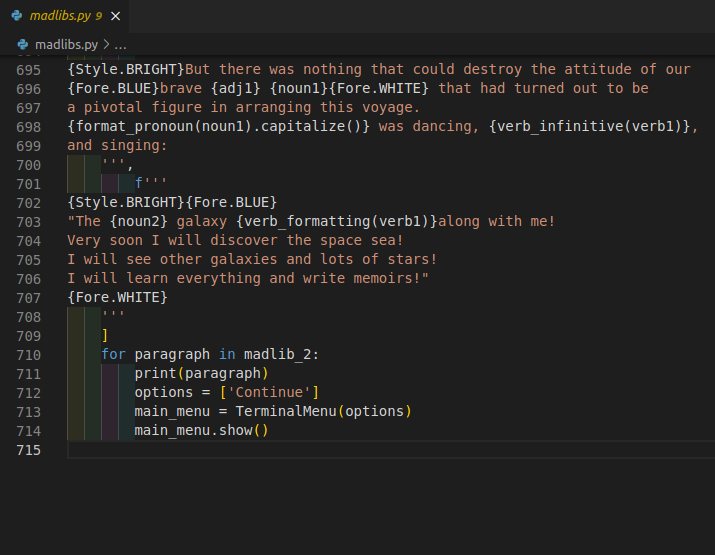 madlibs.py 9 ×
madlibs.py > ...
695 {Style.BRIGHT}But there was nothing that could destroy the attitude of our
696 {Fore.BLUE}brave {adj1} {noun1}{Fore.WHITE} that had turned out to be
697 a pivotal figure in arranging this voyage.
698 {format_pronoun(noun1).capitalize()} was dancing, {verb_infinitive(verb1)},
699 and singing:
700 ''',
701 f'''
702 {Style.BRIGHT}{Fore.BLUE}
703 "The {noun2} galaxy {verb_formatting(verb1)}along with me!
704 Very soon I will discover the space sea!
705 I will see other galaxies and lots of stars!
706 I will learn everything and write memoirs!"
707 {Fore.WHITE}
708 '''
709 ]
710 for paragraph in madlib_2:
711 print(paragraph)
712 options = ['Continue']
713 main_menu = TerminalMenu(options)
714 main_menu.show()
715